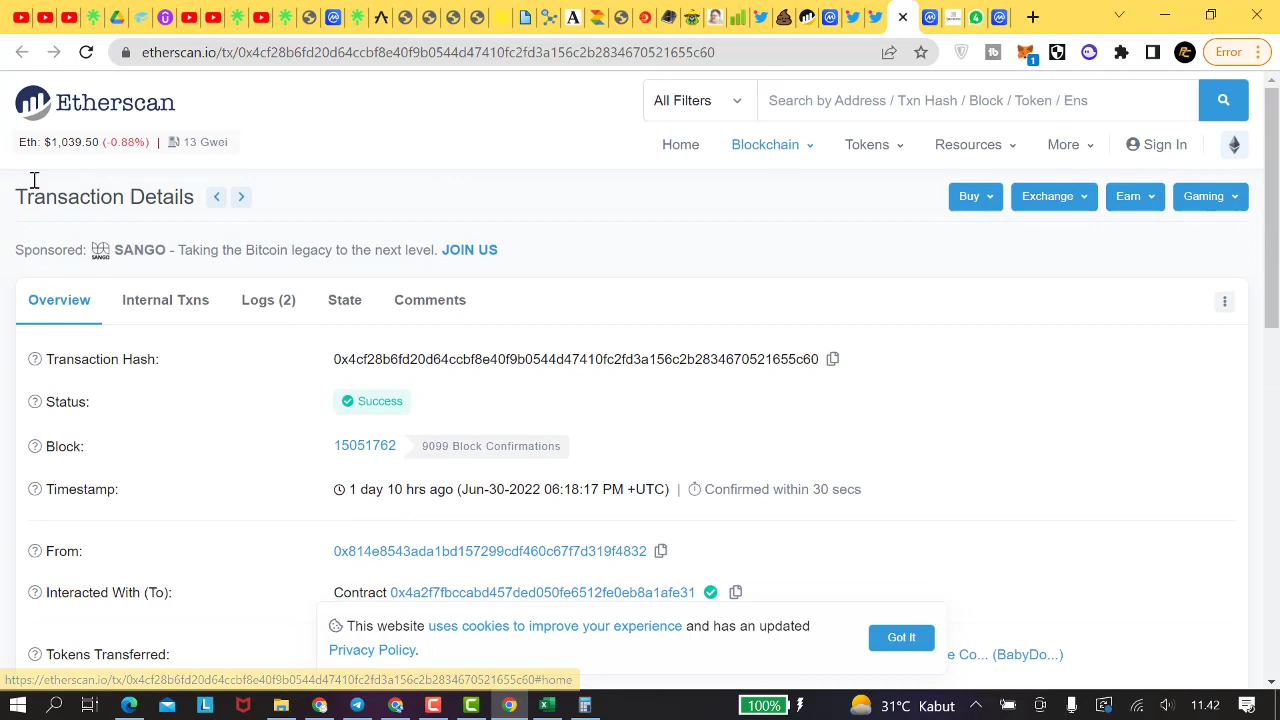 etherscan.io/tx/0x4cf28b6fd20d64ccbf8e40f9b0544d47410fc2fd3a156c2b2834670521655c60
Error
Etherscan
All Filters
Search by Address / Txn Hash / Block / Token / Ens
Eth: $1,039.50 (-0.88%) | 13 Gwei
Home Blockchain Tokens Resources More Sign In
Transaction Details
Buy Exchange Earn Gaming
Sponsored: SANGO - Taking the Bitcoin legacy to the next level. JOIN US
Overview Internal Txns Logs (2) State Comments
Transaction Hash: 0x4cf28b6fd20d64ccbf8e40f9b0544d47410fc2fd3a156c2b2834670521655c60
Status: Success
Block: 15051762 9099 Block Confirmations
Timestamp: 1 day 10 hrs ago (Jun-30-2022 06:18:17 PM +UTC) | Confirmed within 30 secs
From: 0x814e8543ada1bd157299cdf460c67f7d319f4832
Interacted With (To): Contract 0x4a2f7fbccabd457ded050fe6512fe0eb8a1afe31
This website uses cookies to improve your experience and has an updated
Privacy Policy.
Got It
Tokens Transferred: e Co... (BabyDo...)
https://etherscan.io/tx/0x4cf28b6fd20d64ccbf8e40f9b0544d47410fc2fd3a156c2b2834670521655c60#home
100% 31°C Kabut 11.42